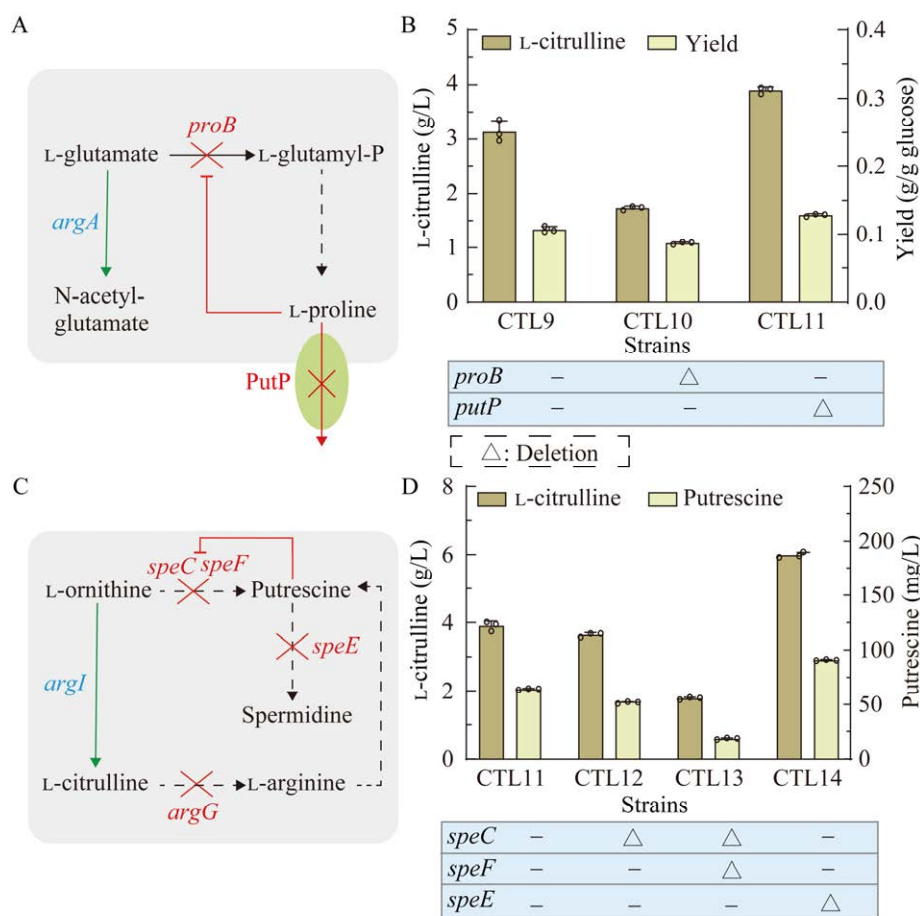 A
proB
L-glutamate
L-glutamyl-P
argA
N-acetyl-
glutamate
L-proline
PutP
B
L-citrulline
Yield
L-citrulline (g/L)
5
4
3
2
1
0
Yield (g/g glucose)
0.4
0.3
0.2
0.1
0.0
CTL9 CTL10 CTL11
Strains
proB – △ –
putP – – △
△: Deletion
C
speC speF
L-ornithine
Putrescine
speE
argI
Spermidine
L-citrulline
L-arginine
argG
D
L-citrulline
Putrescine
L-citrulline (g/L)
8
6
4
2
0
Putrescine (mg/L)
250
200
150
100
50
0
CTL11 CTL12 CTL13 CTL14
Strains
speC – △ △ –
speF – – △ –
speE – – – △